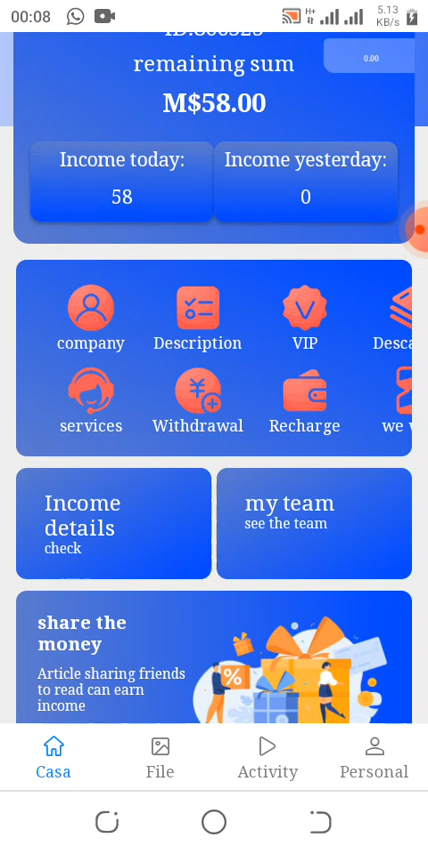 00:08
H+
5.13
KB/s
remaining sum
0.00
M$58.00
Income today:
Income yesterday:
58
0
company
Description
VIP
services
Withdrawal
Recharge
Income
details
check
my team
see the team
share the
money
Article sharing friends
to read can earn
income
Casa
File
Activity
Personal